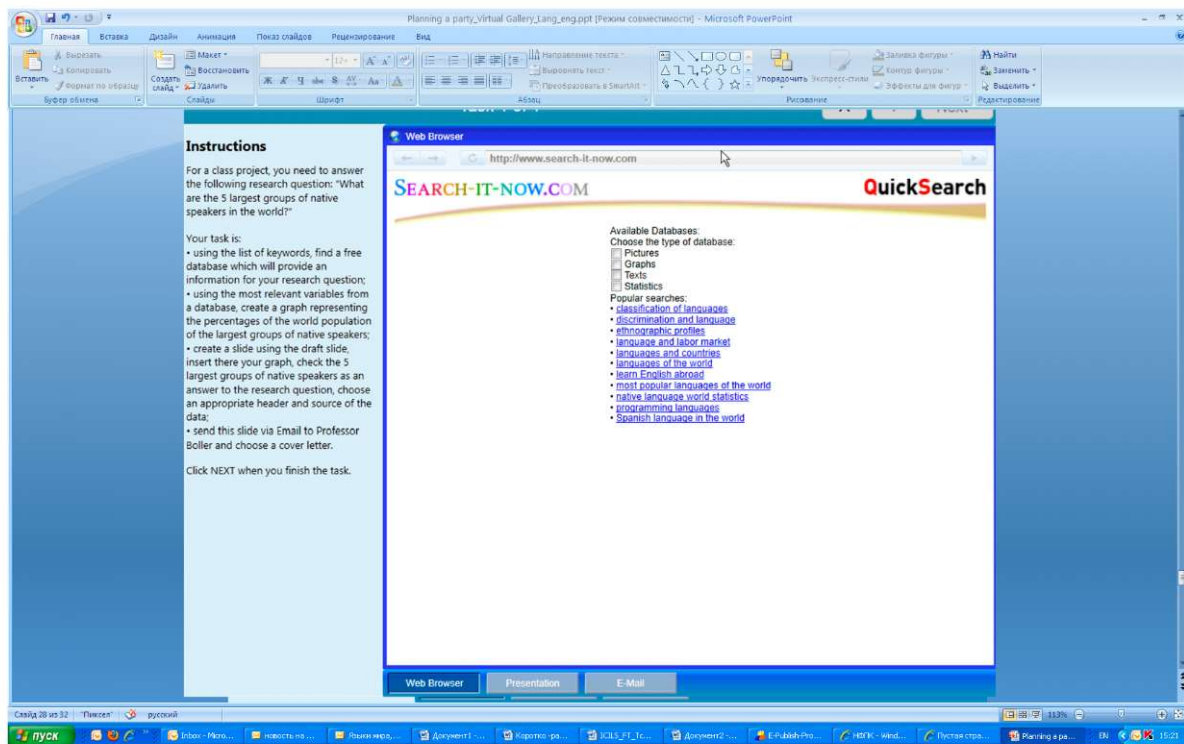 Planning a party_Virtual Gallery_Lang_eng.ppt [Режим совместимости] - Microsoft PowerPoint
Главная Вставка Дизайн Анимация Показ слайдов Рецензирование Вид
Вставить
Вырезать
Копировать
Формат по образцу
Буфер обмена
Создать слайд
Макет
Восстановить
Удалить
Слайды
Шрифт
Направление текста
Выровнять текст
Преобразовать в SmartArt
Абзац
Упорядочить Экспресс-стили
Заливка фигуры
Контур фигуры
Эффекты для фигур
Рисование
Найти
Заменить
Выделить
Редактирование
Instructions
For a class project, you need to answer
the following research question: "What
are the 5 largest groups of native
speakers in the world?"
Your task is:
• using the list of keywords, find a free
database which will provide an
information for your research question;
• using the most relevant variables from
a database, create a graph representing
the percentages of the world population
of the largest groups of native speakers;
• create a slide using the draft slide,
insert there your graph, check the 5
largest groups of native speakers as an
answer to the research question, choose
an appropriate header and source of the
data;
• send this slide via Email to Professor
Boller and choose a cover letter.
Click NEXT when you finish the task.
Web Browser
http://www.search-it-now.com
SEARCH-IT-NOW.COM
QuickSearch
Available Databases:
Choose the type of database:
Pictures
Graphs
Texts
Statistics
Popular searches:
• classification of languages
• discrimination and language
• ethnographic profiles
• language and labor market
• languages and countries
• languages of the world
• learn English abroad
• most popular languages of the world
• native language world statistics
• programming languages
• Spanish language in the world
Web Browser Presentation E-Mail
Слайд 28 из 32 "Пиксел" русский 113%
пуск Inbox - Micro... новость на ... Языки мира,... Документ1 -... Коротко -ра... ICILS_FT_Tc... Документ2 -... E-Publish-Pro... НФПК - Wind... Пустая стра... Planning a pa... EN 15:21